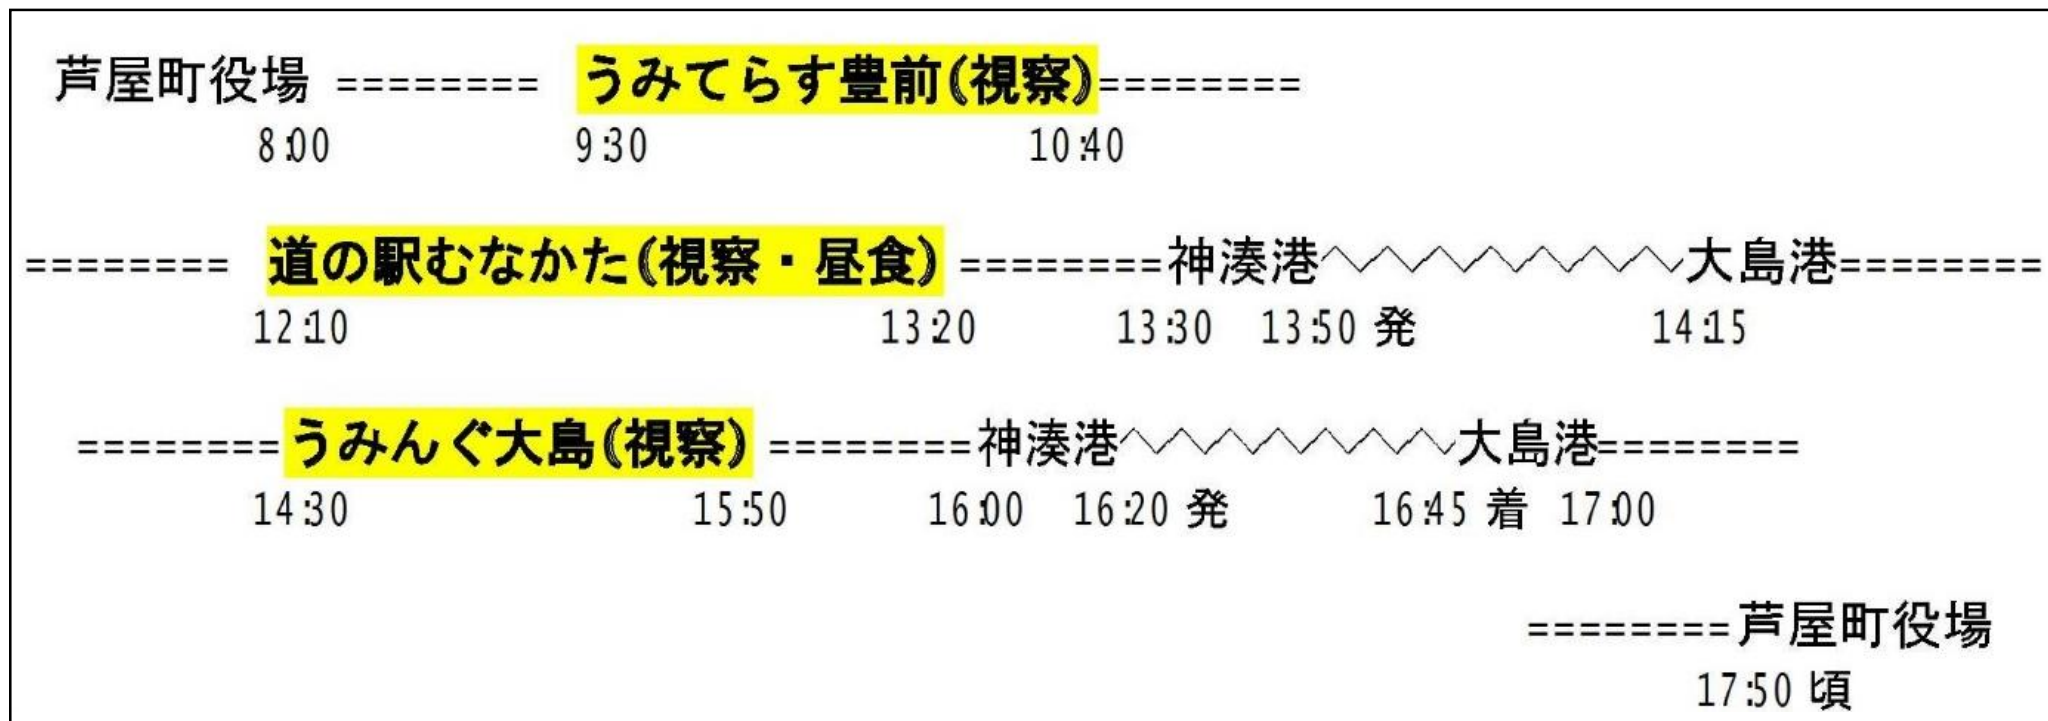 芦屋町役場 ======== うみてらす豊前(視察)========
8:00 9:30 10:40
======== 道の駅むなかた(視察・昼食) ========神湊港 大島港========
12:10 13:20 13:30 13:50 発 14:15
========うみんぐ大島(視察) ========神湊港 大島港========
14:30 15:50 16:00 16:20 発 16:45 着 17:00
========芦屋町役場
17:50 頃